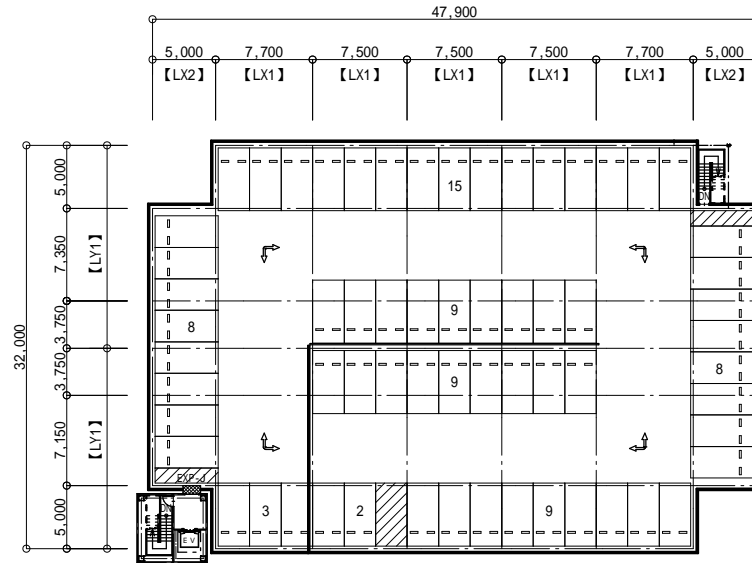 47,900
5,000 7,700 7,500 7,500 7,500 7,700 5,000
【LX2】 【LX1】 【LX1】 【LX1】 【LX1】 【LX1】 【LX2】
32,000
5,000
7,350
3,750
3,750
7,150
5,000
【LY1】
【LY1】
15
DN
9
8
9
8
EXP-J
DN
EV
3
2
9